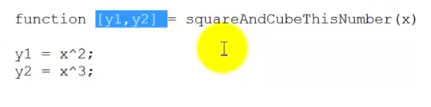 function [y1,y2] = squareAndCubeThisNumber(x)
y1 = x^2;
y2 = x^3;